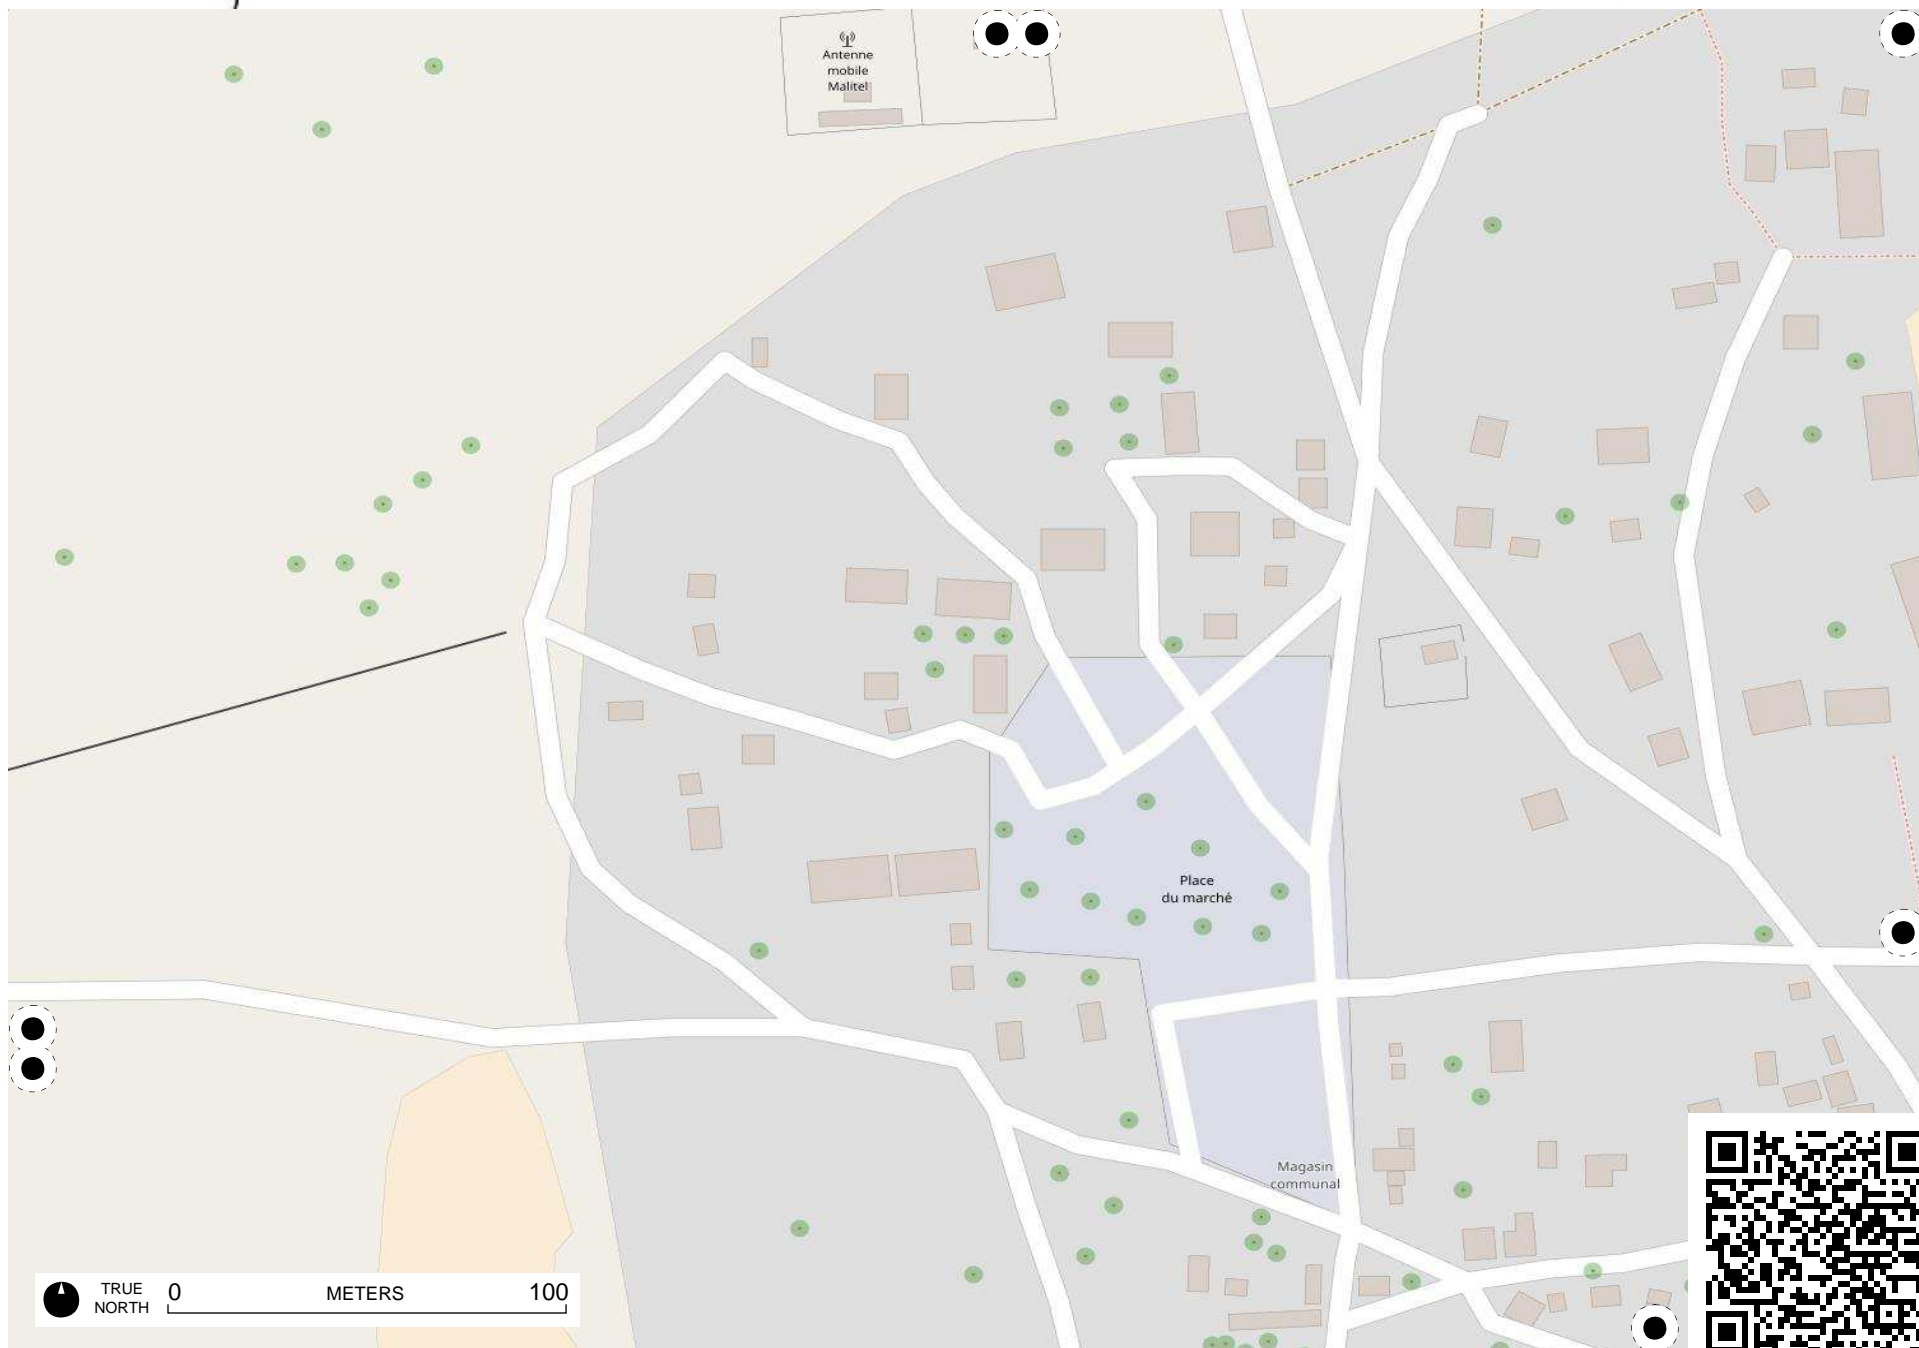 Antenne
mobile
Malitel
Place
du marché
Magasin
communal
TRUE
NORTH
0 METERS 100